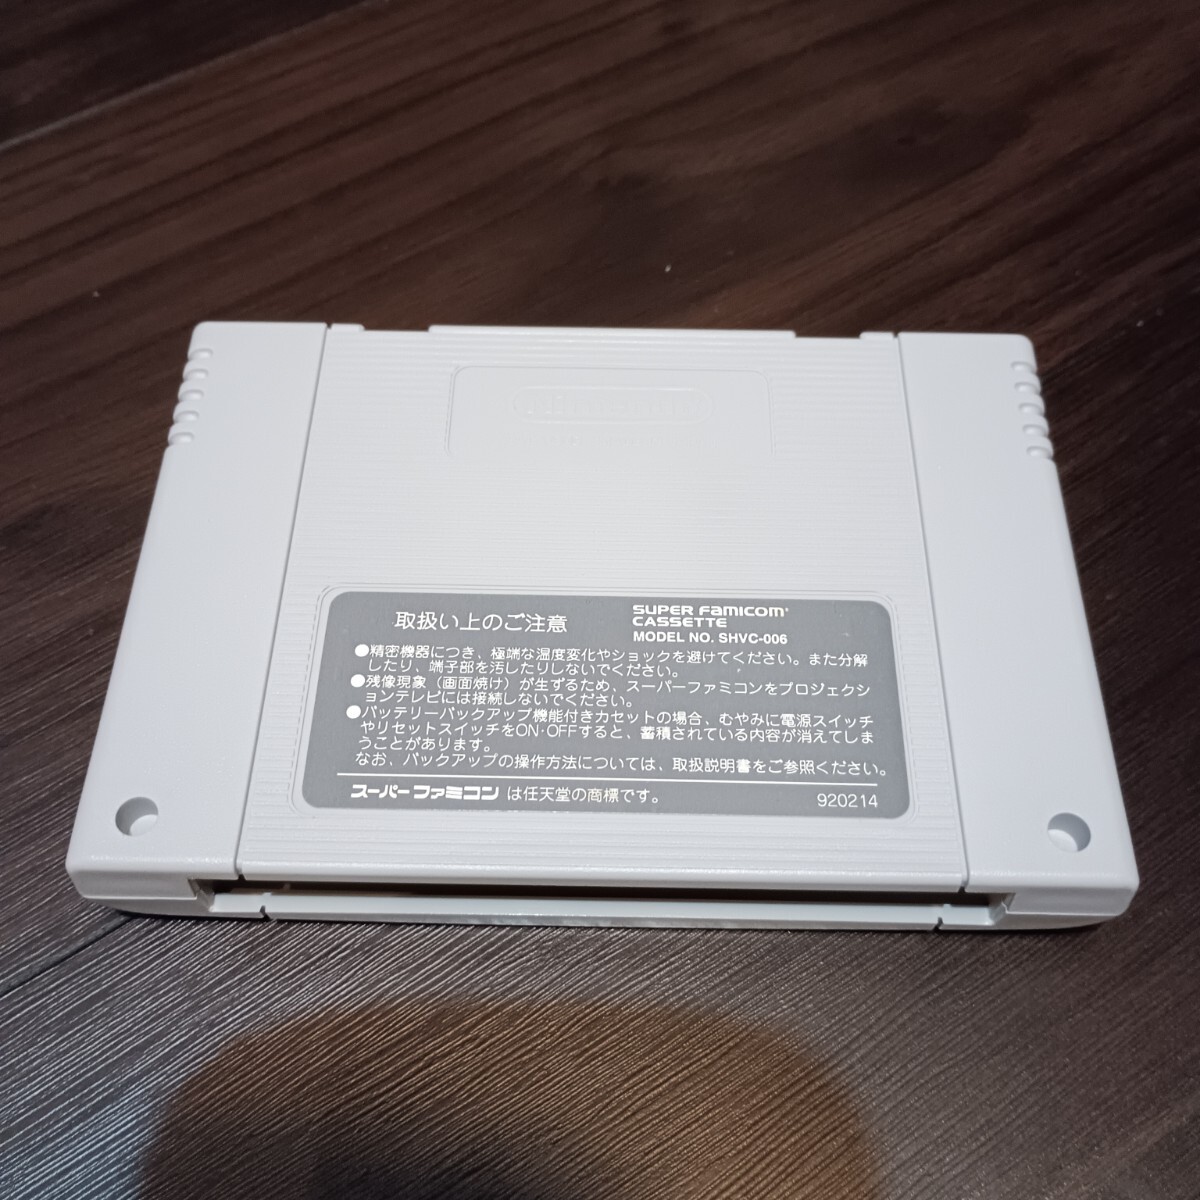 Nintendo
取扱い上のご注意
SUPER FAMICOM
CASSETTE
MODEL NO. SHVC-006
●精密機器につき、極端な温度変化やショックを避けてください。また分解
したり、端子部を汚したりしないでください。
●残像現象（画面焼け）が生ずるため、スーパーファミコンをプロジェクシ
ョンテレビには接続しないでください。
●バッテリーバックアップ機能付きカセットの場合、むやみに電源スイッチ
やリセットスイッチをON·OFFすると、蓄積されている内容が消えてしま
うことがあります。
なお、バックアップの操作方法については、取扱説明書をご参照ください。
スーパーファミコン は任天堂の商標です。
920214